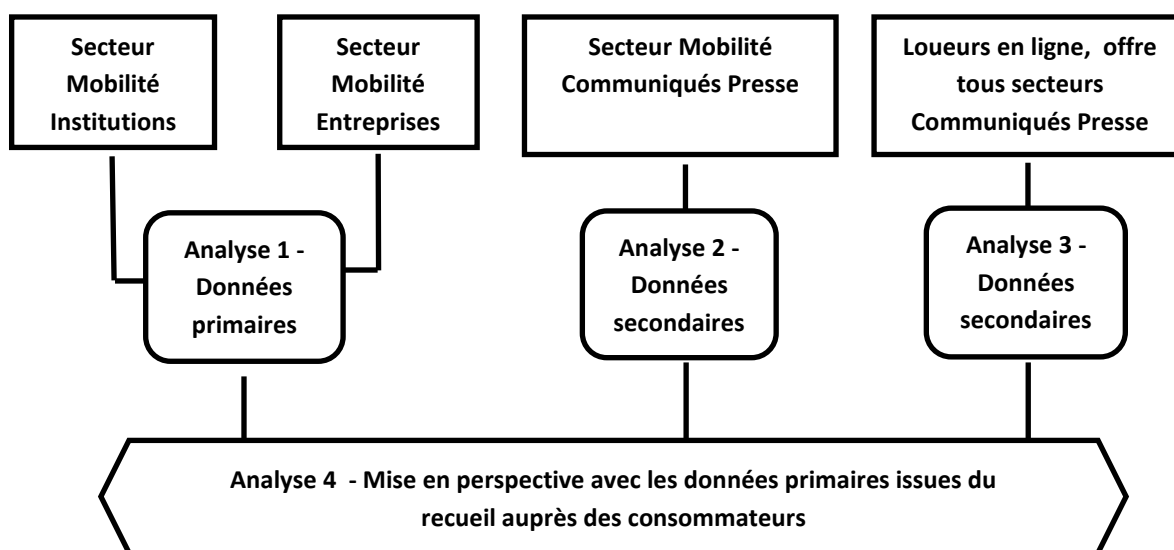 Secteur
Mobilité
Institutions
Secteur
Mobilité
Entreprises
Secteur Mobilité
Communiqués Presse
Loueurs en ligne, offre
tous secteurs
Communiqués Presse
Analyse 1 -
Données
primaires
Analyse 2 -
Données
secondaires
Analyse 3 -
Données
secondaires
Analyse 4 - Mise en perspective avec les données primaires issues du
recueil auprès des consommateurs